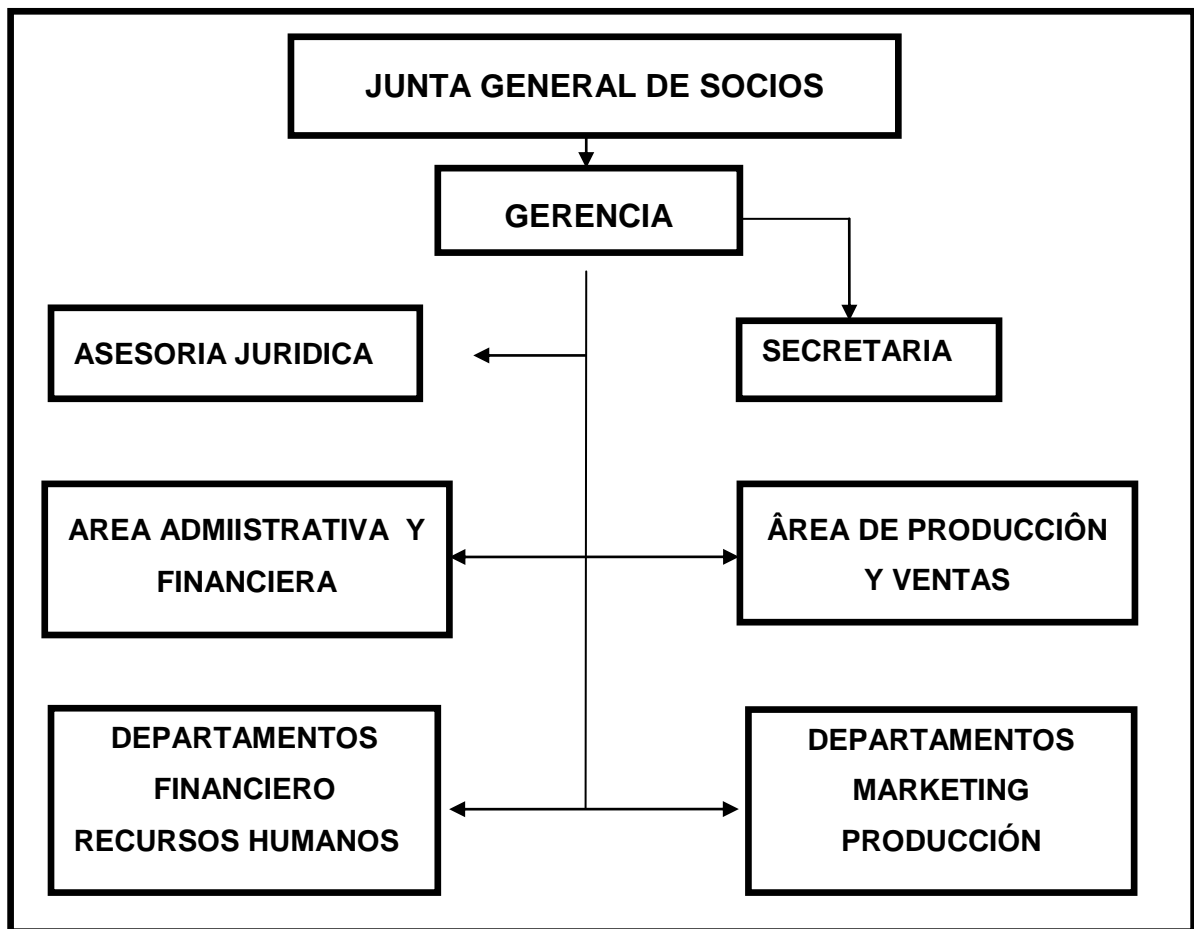 JUNTA GENERAL DE SOCIOS
GERENCIA
ASESORIA JURIDICA
SECRETARIA
AREA ADMIISTRATIVA Y
FINANCIERA
ÂREA DE PRODUCCIÔN
Y VENTAS
DEPARTAMENTOS
FINANCIERO
RECURSOS HUMANOS
DEPARTAMENTOS
MARKETING
PRODUCCIÓN